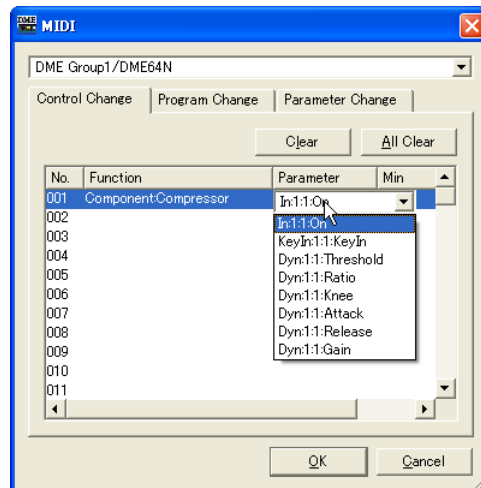 DME MIDI
DME Group1/DME64N
Control Change Program Change Parameter Change
Clear All Clear
No. Function Parameter Min
001 Component:Compressor In:1:1:On
002 In:1:1:On
003 KeyIn:1:1:KeyIn
004 Dyn:1:1:Threshold
005 Dyn:1:1:Ratio
006 Dyn:1:1:Knee
007 Dyn:1:1:Attack
008 Dyn:1:1:Release
009 Dyn:1:1:Gain
010
011
OK Cancel